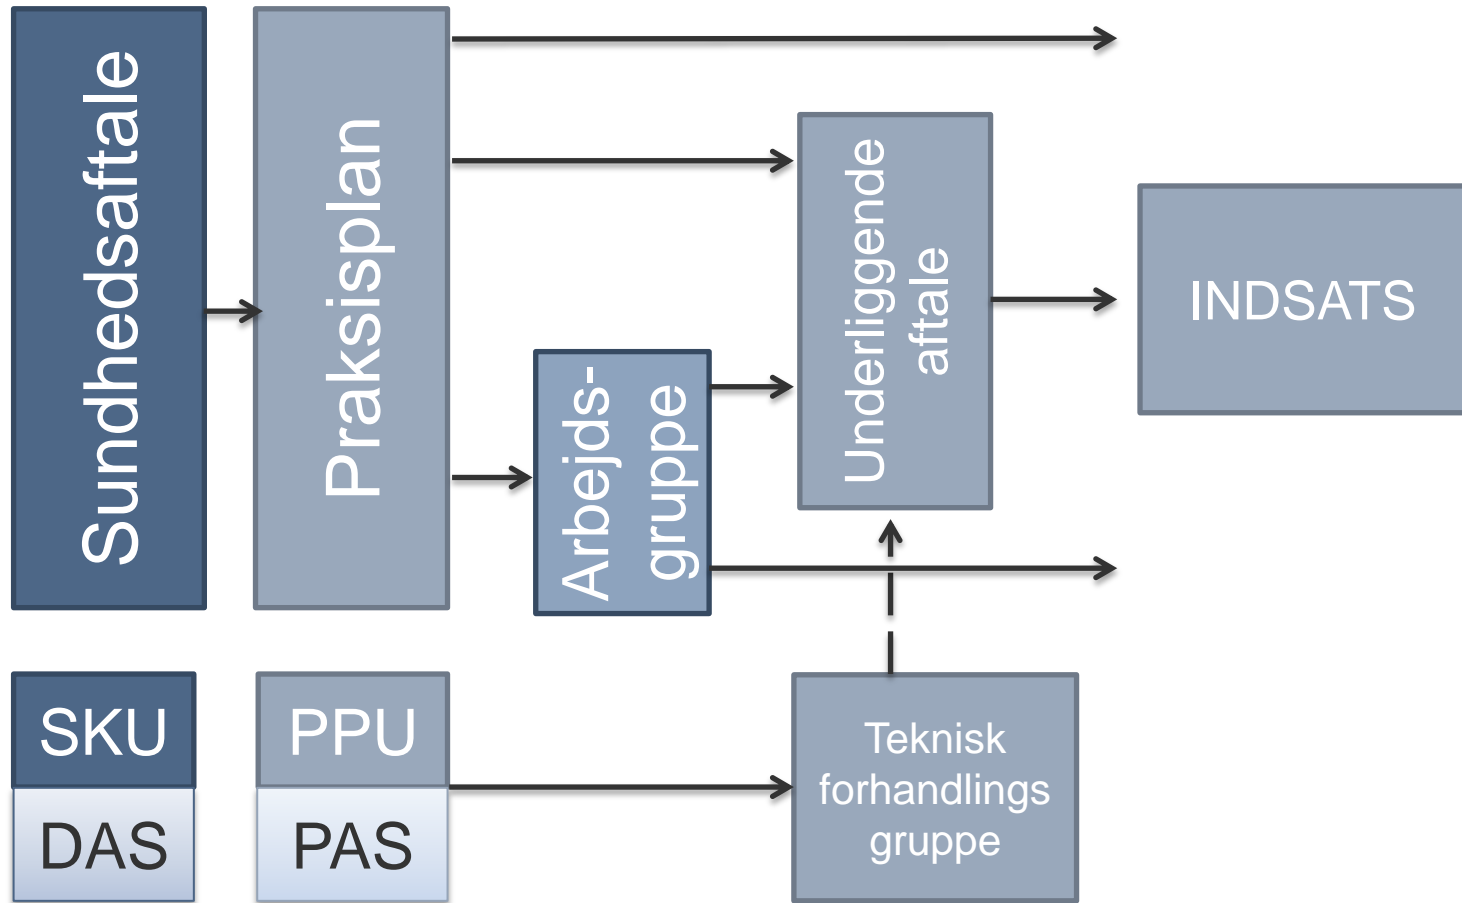 Sundhedsaftale
Praksisplan
Arbejds-
gruppe
Underliggende
aftale
INDSATS
SKU
DAS
PPU
PAS
Teknisk
forhandlings
gruppe